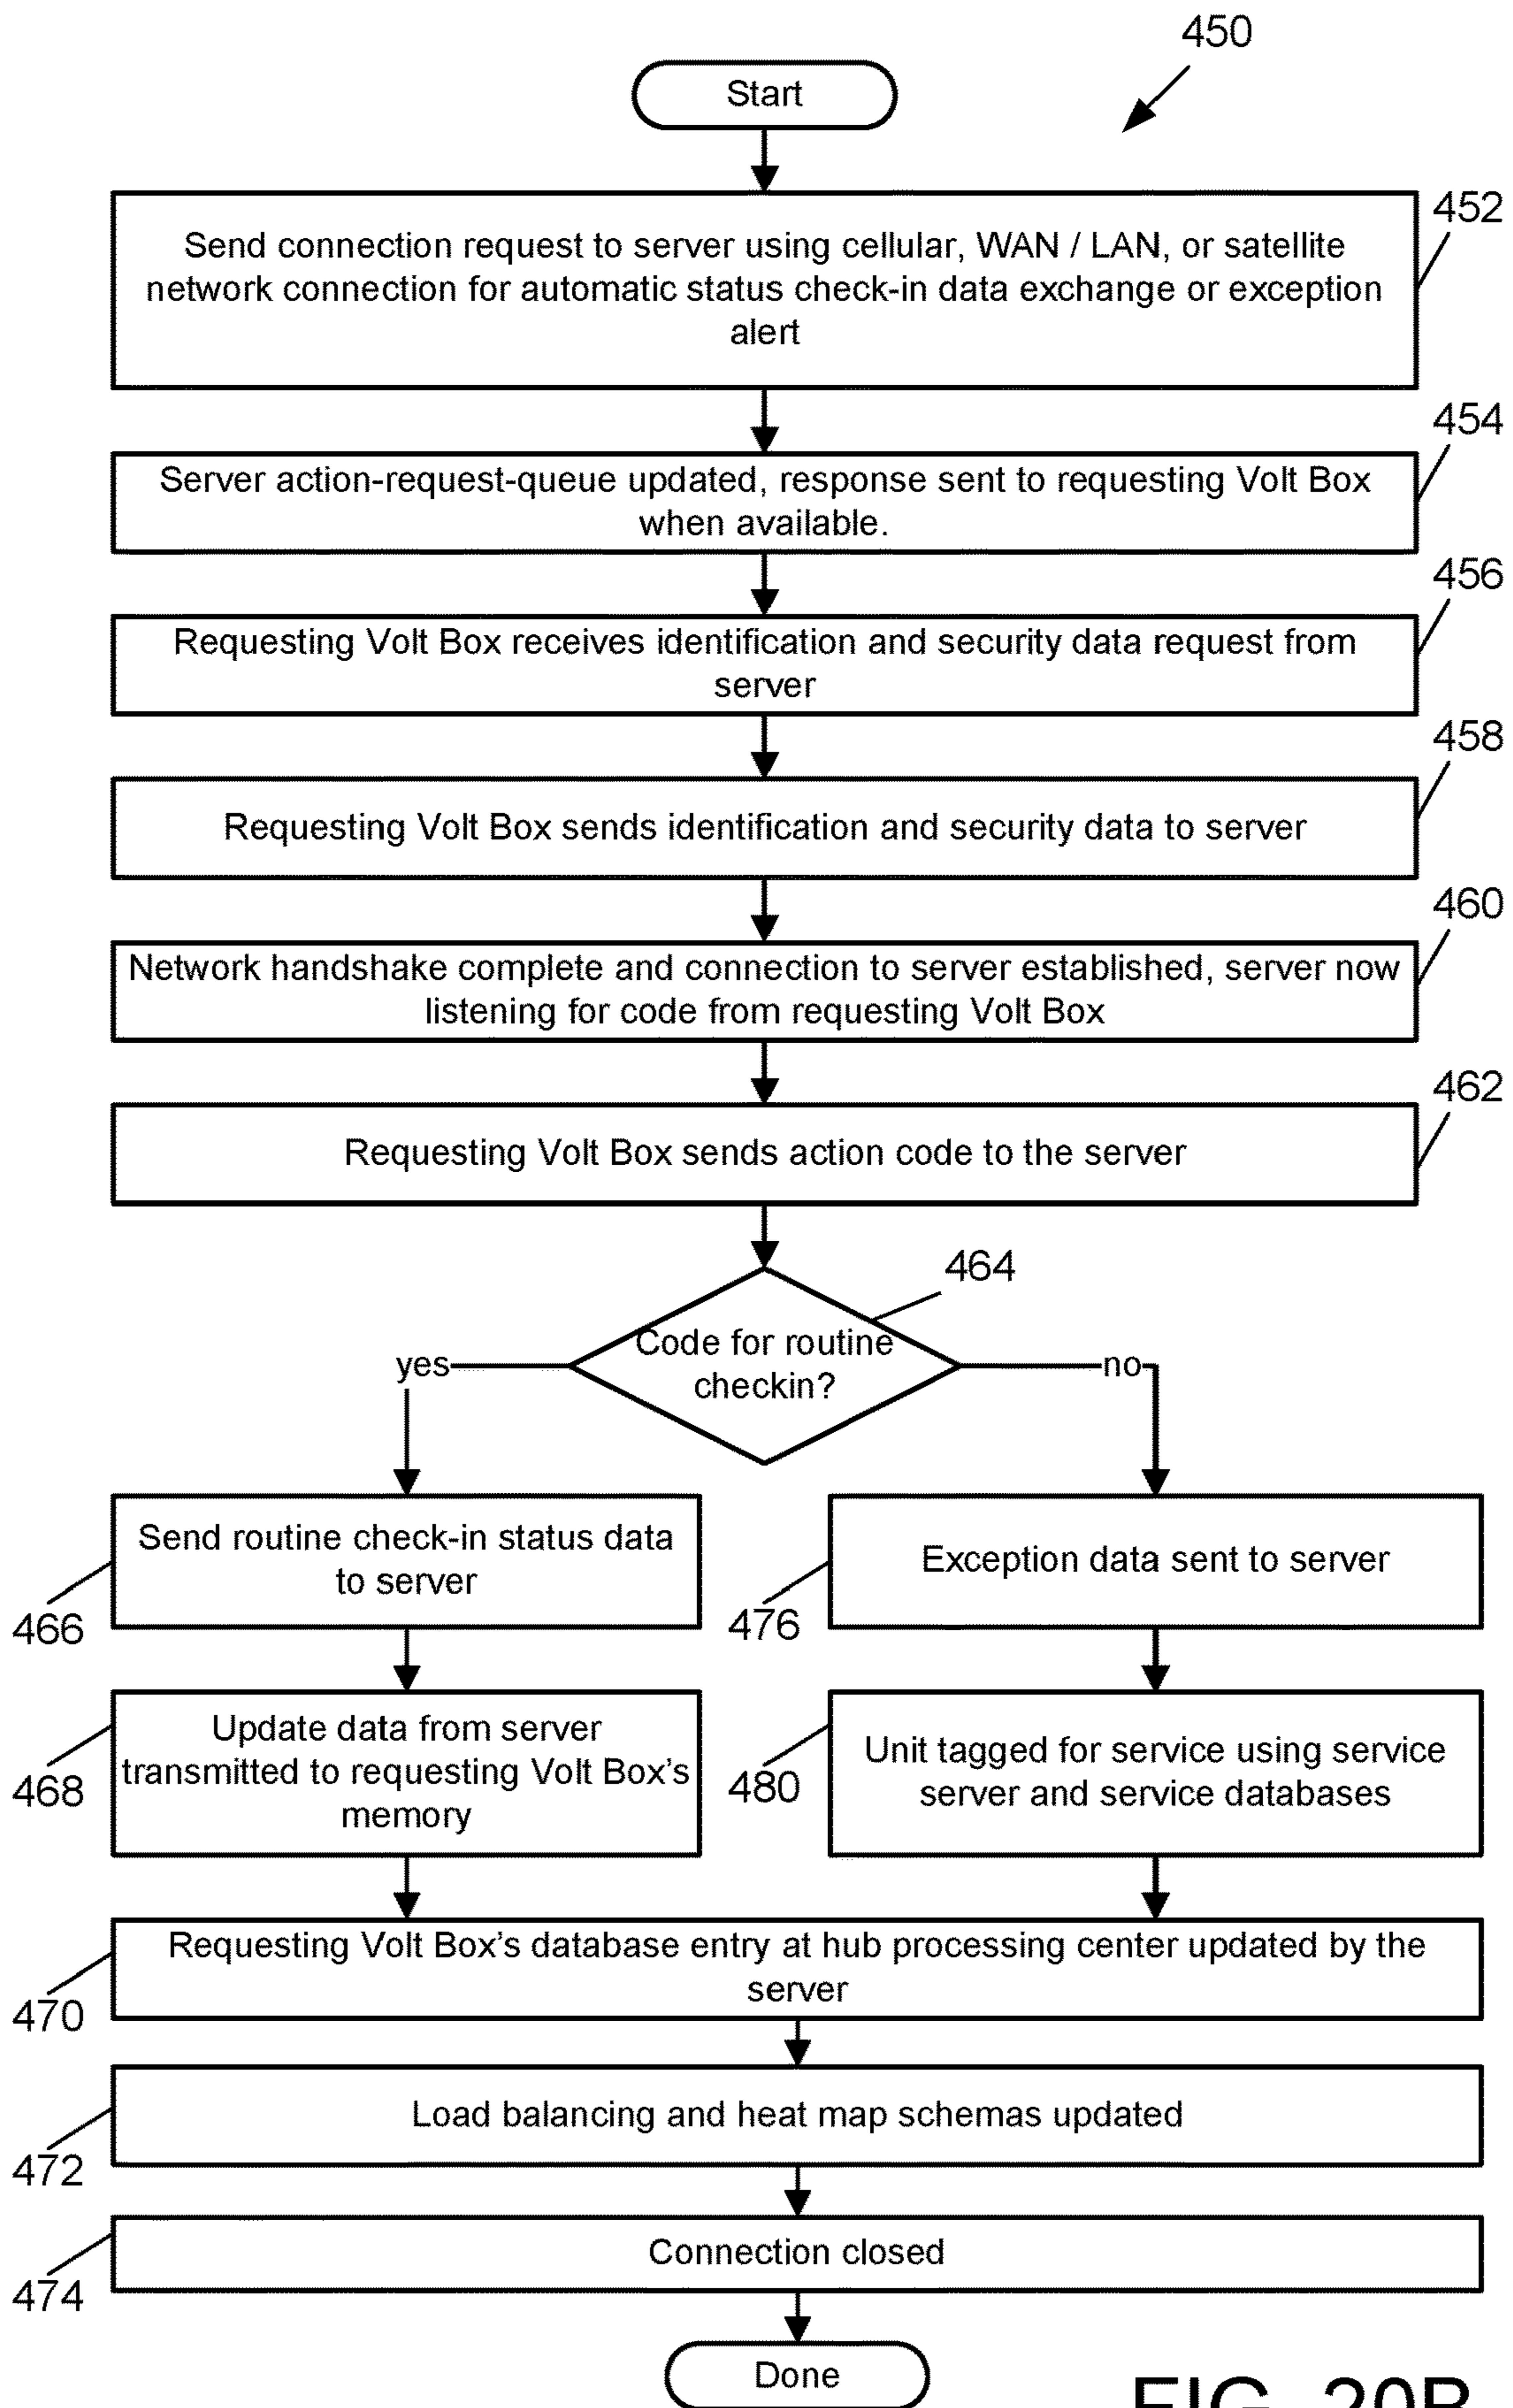 450
Start
452
Send connection request to server using cellular, WAN / LAN, or satellite
network connection for automatic status check-in data exchange or exception
alert
454
Server action-request-queue updated, response sent to requesting Volt Box
when available.
456
Requesting Volt Box receives identification and security data request from
server
458
Requesting Volt Box sends identification and security data to server
460
Network handshake complete and connection to server established, server now
listening for code from requesting Volt Box
462
Requesting Volt Box sends action code to the server
464
Code for routine
checkin?
yes
no
Send routine check-in status data
to server
466
Exception data sent to server
476
Update data from server
transmitted to requesting Volt Box's
memory
468
Unit tagged for service using service
server and service databases
480
Requesting Volt Box's database entry at hub processing center updated by the
server
470
Load balancing and heat map schemas updated
472
Connection closed
474
Done
FIG. 20B